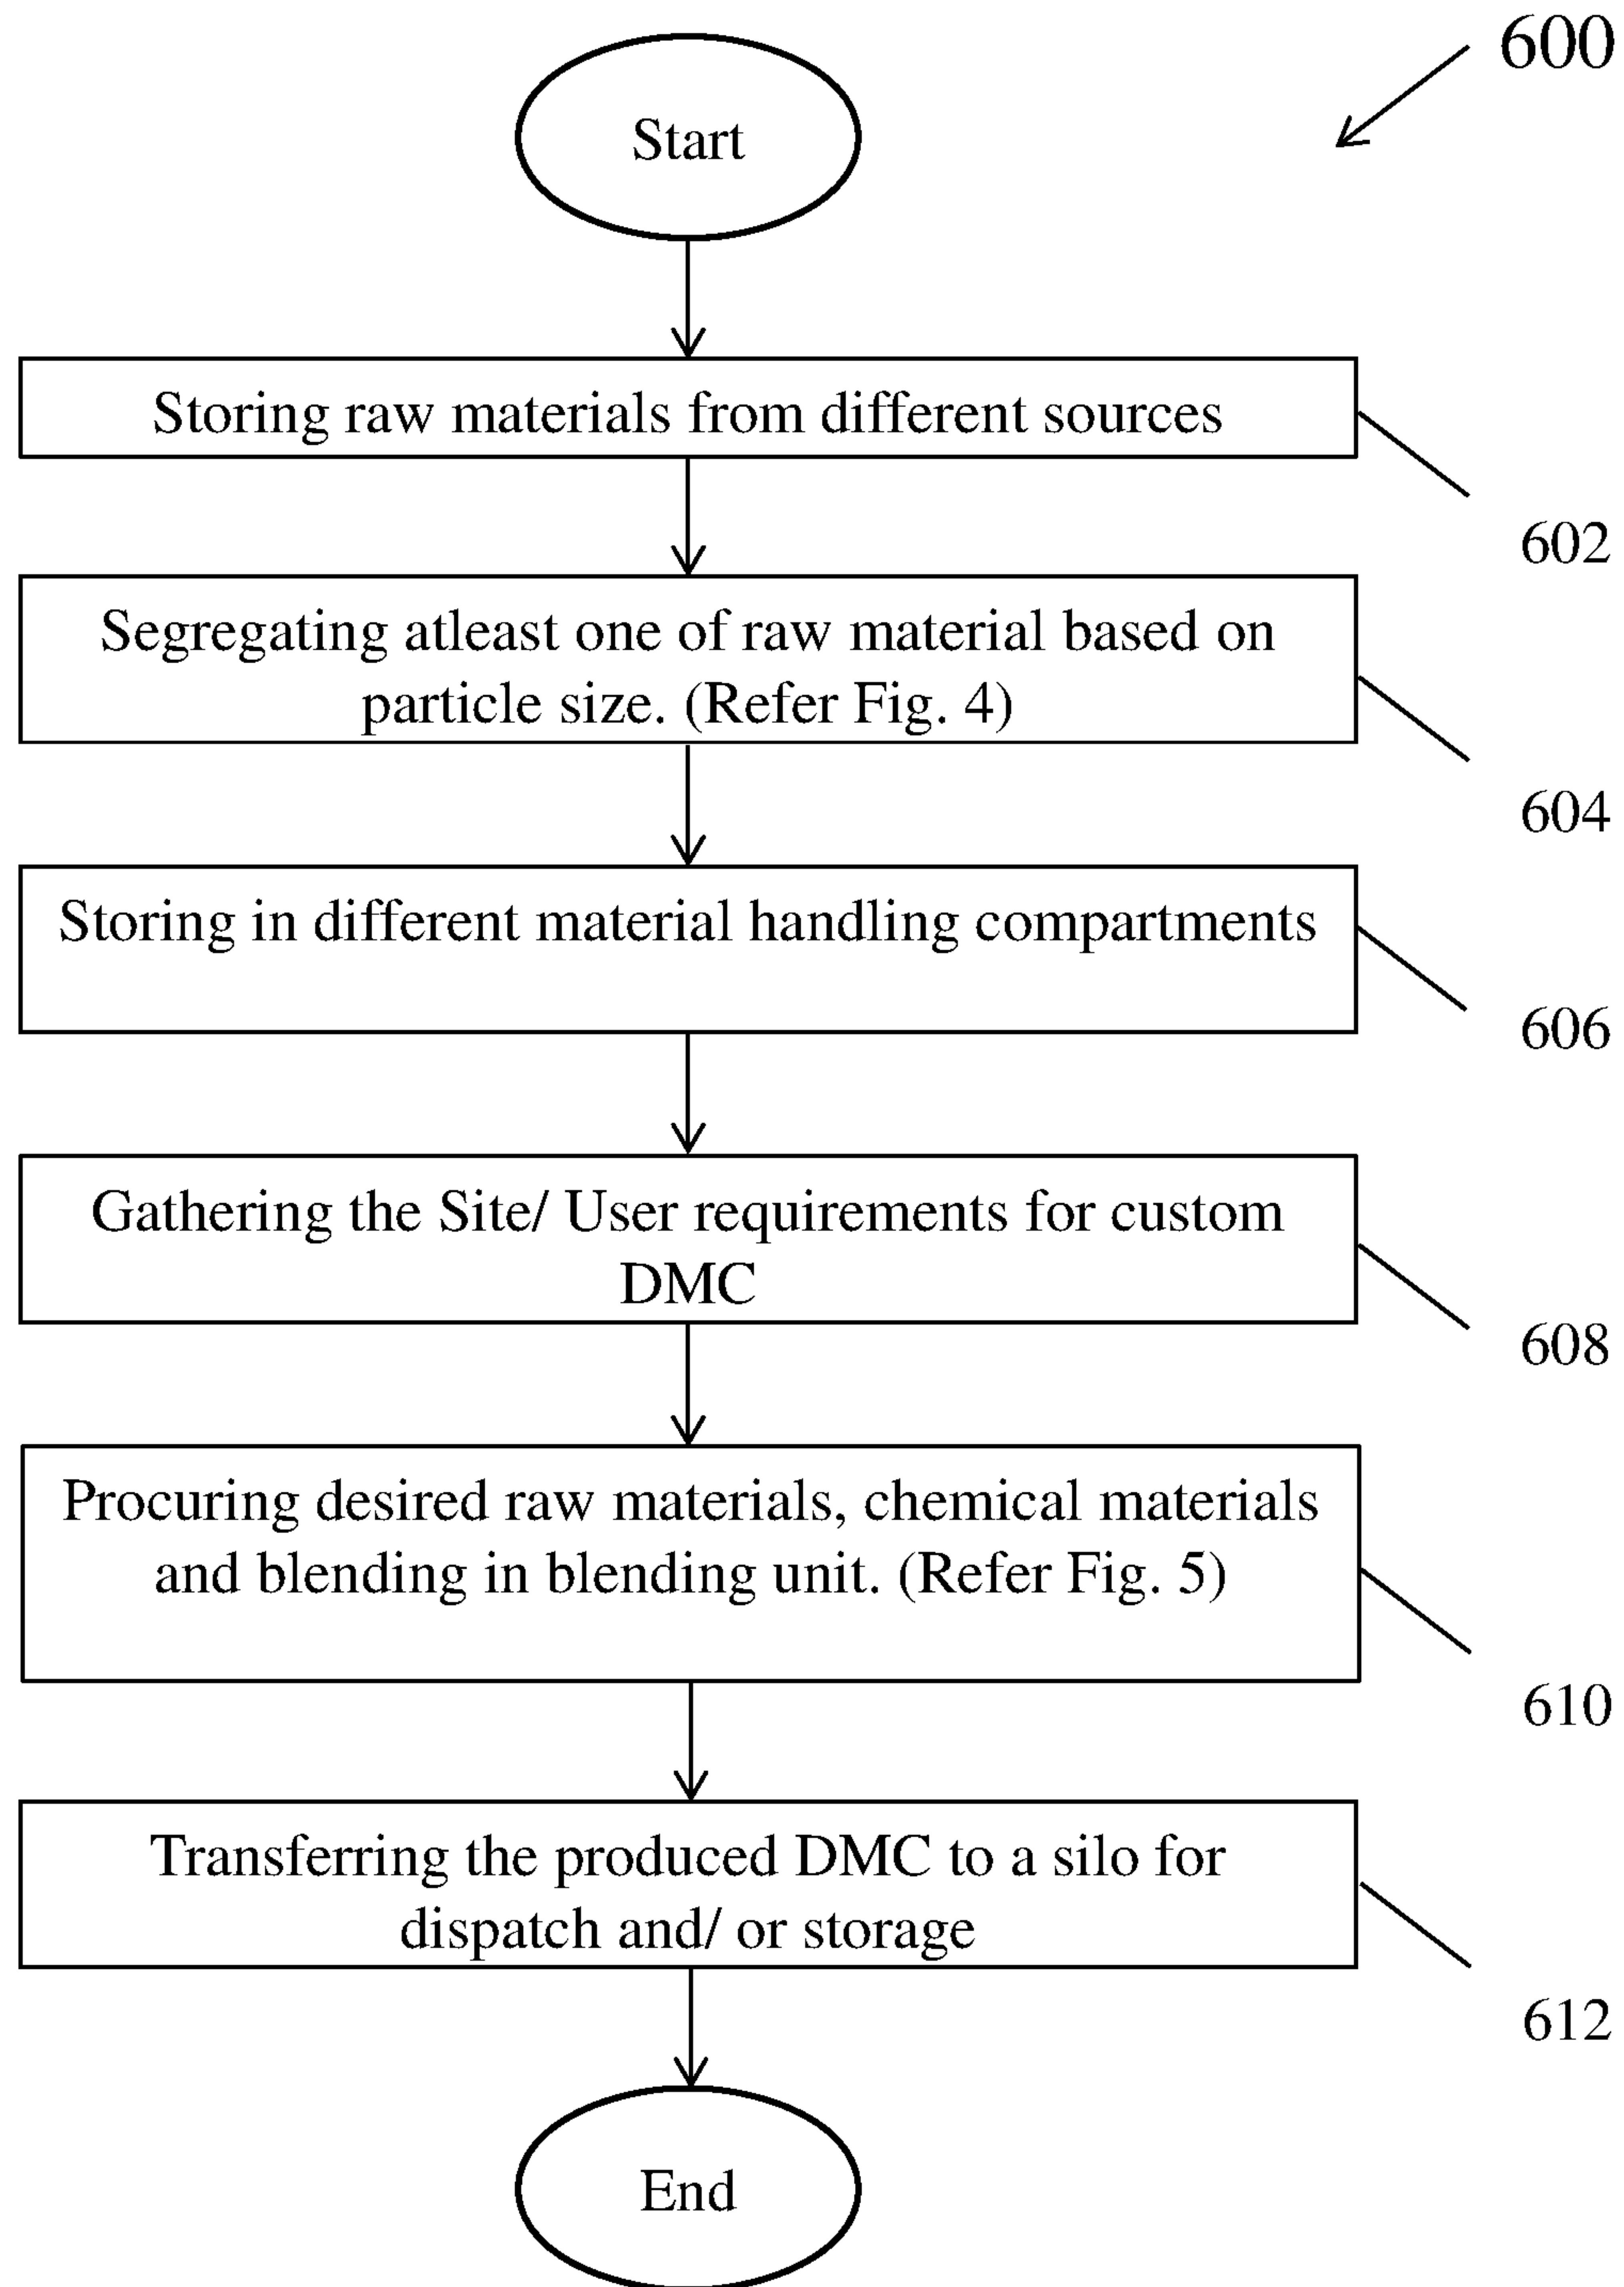 600
Start
Storing raw materials from different sources
602
Segregating atleast one of raw material based on
particle size. (Refer Fig. 4)
604
Storing in different material handling compartments
606
Gathering the Site/ User requirements for custom
DMC
608
Procuring desired raw materials, chemical materials
and blending in blending unit. (Refer Fig. 5)
610
Transferring the produced DMC to a silo for
dispatch and/ or storage
612
End